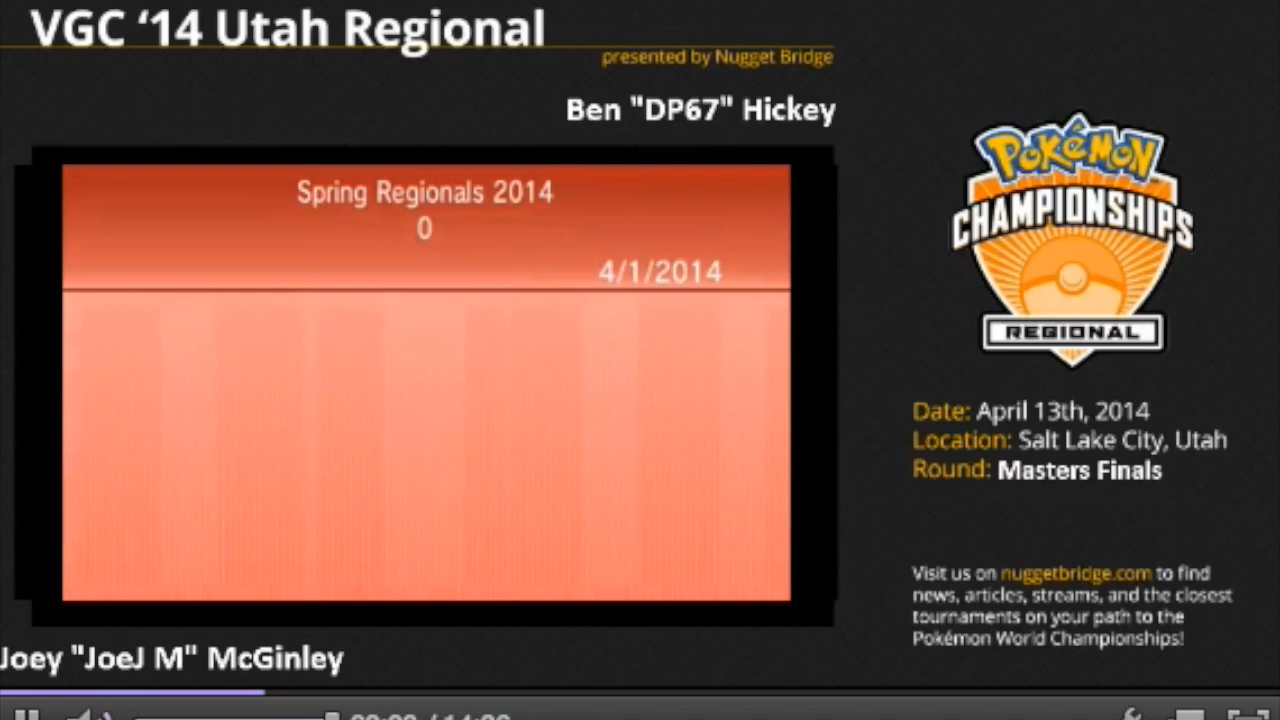 VGC ‘14 Utah Regional
presented by Nugget Bridge
Ben "DP67" Hickey
Spring Regionals 2014
0
4/1/2014
Joey "JoeJ M" McGinley
POKéMON
CHAMPIONSHIPS
REGIONAL
Date: April 13th, 2014
Location: Salt Lake City, Utah
Round: Masters Finals
Visit us on nuggetbridge.com to find
news, articles, streams, and the closest
tournaments on your path to the
Pokémon World Championships!